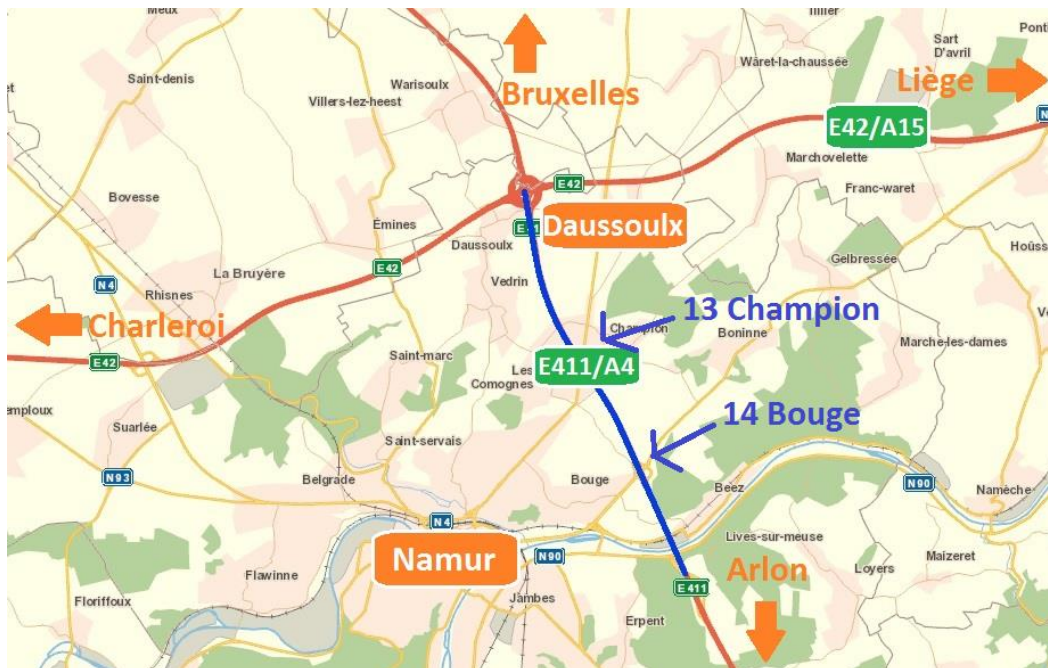 Meux
Tillier
Ponti
Saint-denis
Bruxelles
Warisoulx
Wâret-la-chaussée
Sart
D'avril
Liège
Villers-lez-heest
E42/A15
Marchovelette
Bovesse
E42
Franc-waret
Émines
Daussoulx
Daussoulx
Houss
Gelbressée
La Bruyère
E42
N4
Rhisnes
Vedrin
Charleroi
13 Champion
Champion
Boninne
Marche-les-dames
E42
Saint-marc
Les
Comognes
E411/A4
emploux
Suarlée
14 Bouge
Saint-servais
N93
Belgrade
Bouge
Beez
N90
Namèche
N4
Namur
N90
Lives-sur-meuse
Arlon
Maizeret
Loyers
Flawinne
E411
Floriffoux
Jambes
Erpent